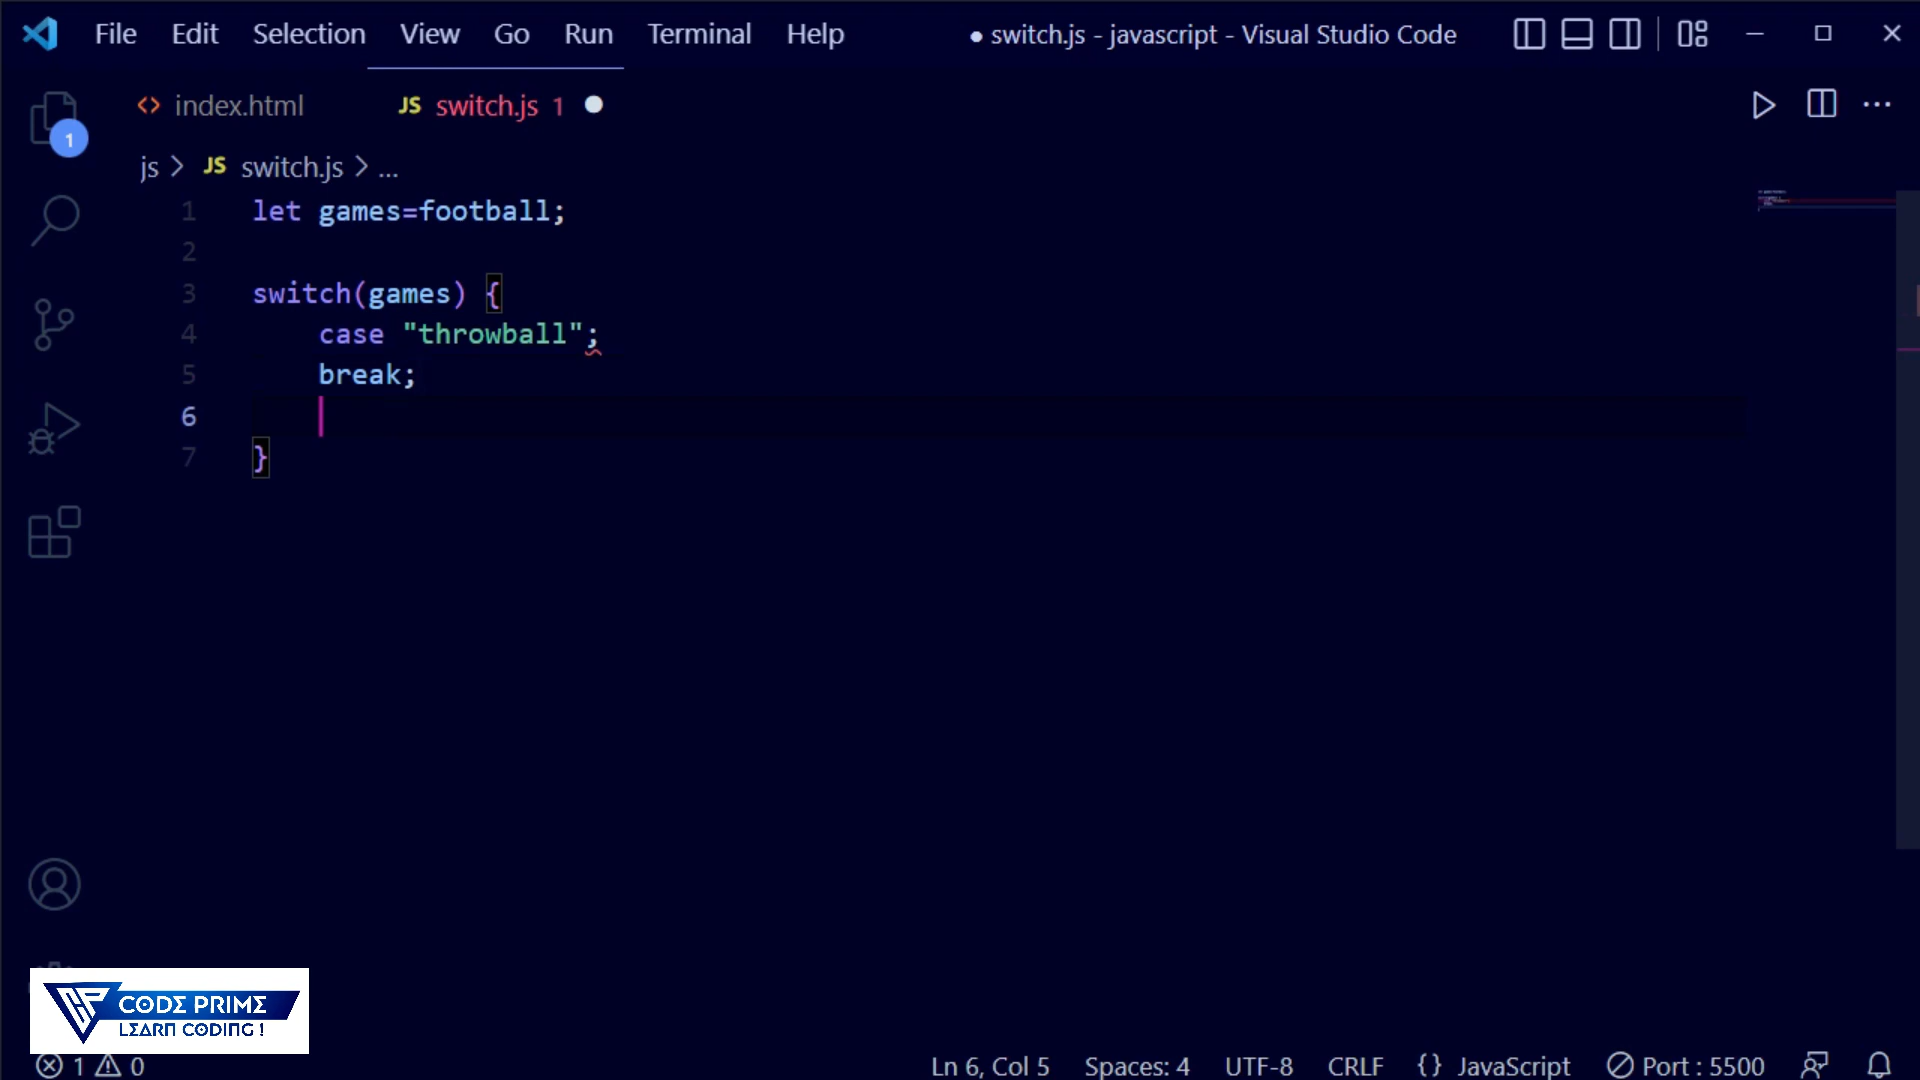 File Edit Selection View Go Run Terminal Help ● switch.js - javascript - Visual Studio Code
<> index.html JS switch.js 1 ●
1
js > JS switch.js > ...
1 let games=football;
2
3 switch(games) {
4 case "throwball";
5 break;
6
7 }
CODE PRIME
LEARN CODING !
1 0 Ln 6, Col 5 Spaces: 4 UTF-8 CRLF {} JavaScript Port : 5500